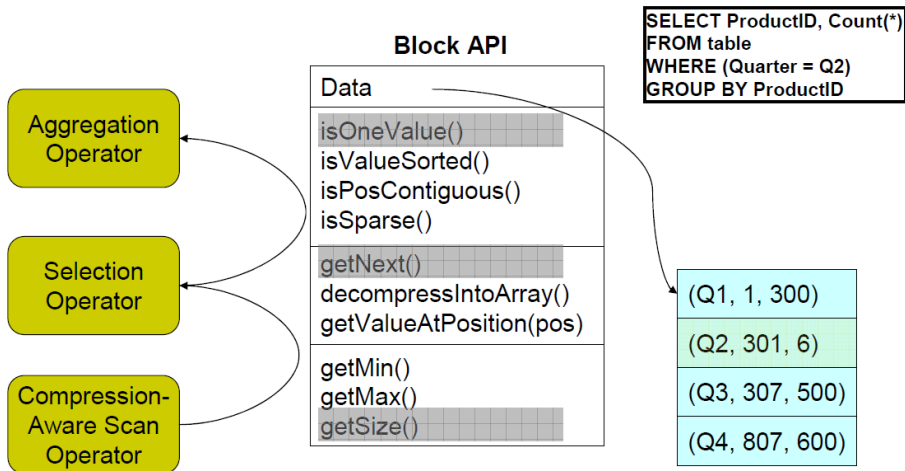 SELECT ProductID, Count(*)
FROM table
WHERE (Quarter = Q2)
GROUP BY ProductID
Block API
Data
isOneValue()
isValueSorted()
isPosContiguous()
isSparse()
getNext()
decompressIntoArray()
getValueAtPosition(pos)
getMin()
getMax()
getSize()
Aggregation
Operator
Selection
Operator
Compression-
Aware Scan
Operator
(Q1, 1, 300)
(Q2, 301, 6)
(Q3, 307, 500)
(Q4, 807, 600)